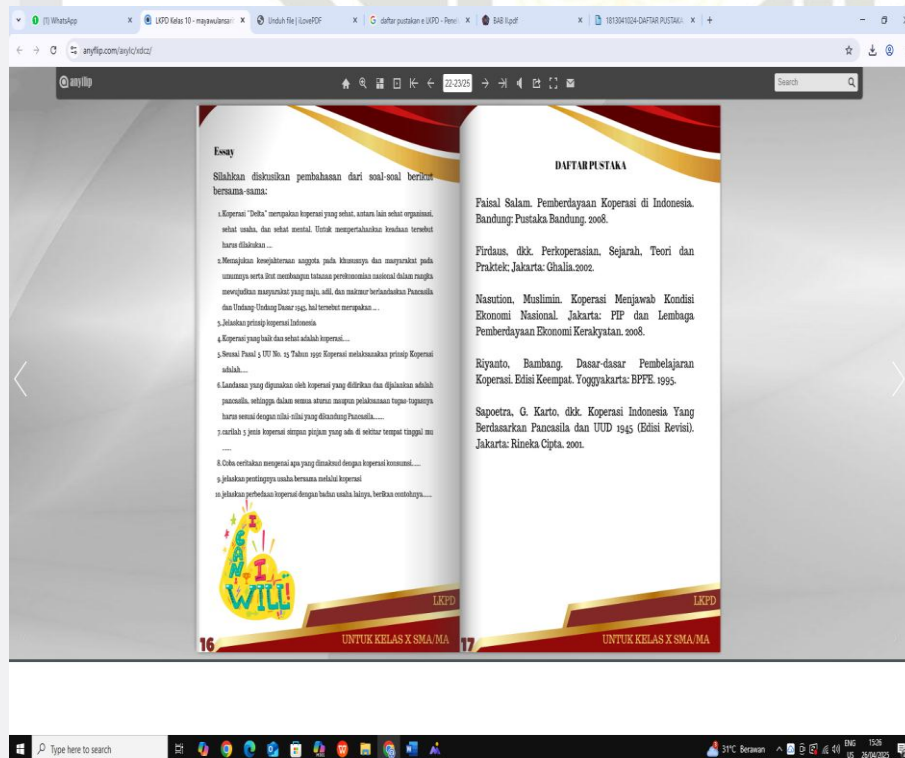 (1) WhatsApp
LKPD Kelas 10 - mayawulansari
Unduh file | iLovePDF
daftar pustakan e LKPD - Penel
BAB II.pdf
1813041024-DAFTAR PUSTAKA
anyflip.com/axylc/xdcz/
anyflip
22-23/25
Search
Essay
Silahkan diskusikan pembahasan dari soal-soal berikut
bersama-sama:
1.Koperasi "Delta" merupakan koperasi yang sehat, antara lain sehat organisasi,
sehat usaha, dan sehat mental. Untuk mempertahankan keadaan tersebut
harus dilakukan ....
2.Memajukan kesejahteraan anggota pada khususnya dan masyarakat pada
umumnya serta ikut membangun tatanan perekonomian nasional dalam rangka
mewujudkan masyarakat yang maju, adil, dan makmur berlandaskan Pancasila
dan Undang-Undang Dasar 1945, hal tersebut merupakan ....
3.Jelaskan prinsip koperasi Indonesia
4.Koperasi yang baik dan sehat adalah koperasi.....
5.Sesuai Pasal 5 UU No. 25 Tahun 1992 Koperasi melaksanakan prinsip Koperasi
adalah.....
6.Landasan yang digunakan oleh koperasi yang didirikan dan dijalankan adalah
pancasila, sehingga dalam semua aturan maupun pelaksanaan tugas-tugasnya
harus sesuai dengan nilai-nilai yang dikandung Pancasila.......
7.carilah 5 jenis koperasi simpan pinjam yang ada di sekitar tempat tinggal mu
......
8.Coba ceritakan mengenai apa yang dimaksud dengan koperasi konsumsi.....
9.jelaskan pentingnya usaha bersama melalui koperasi
10.jelaskan perbedaan koperasi dengan badan usaha lainya, berikan contohnya......
I CAN I WILL!
LKPD
16
UNTUK KELAS X SMA/MA
DAFTAR PUSTAKA
Faisal Salam. Pemberdayaan Koperasi di Indonesia.
Bandung: Pustaka Bandung. 2008.
Firdaus, dkk. Perkoperasian, Sejarah, Teori dan
Praktek; Jakarta: Ghalia.2002.
Nasution, Muslimin. Koperasi Menjawab Kondisi
Ekonomi Nasional. Jakarta: PIP dan Lembaga
Pemberdayaan Ekonomi Kerakyatan. 2008.
Riyanto, Bambang. Dasar-dasar Pembelajaran
Koperasi. Edisi Keempat. Yoggyakarta: BPFE. 1995.
Sapoetra, G. Karto, dkk. Koperasi Indonesia Yang
Berdasarkan Pancasila dan UUD 1945 (Edisi Revisi).
Jakarta: Rineka Cipta. 2001.
LKPD
17
UNTUK KELAS X SMA/MA
Type here to search
31°C Berawan
ENG
US
15:26
26/04/2025